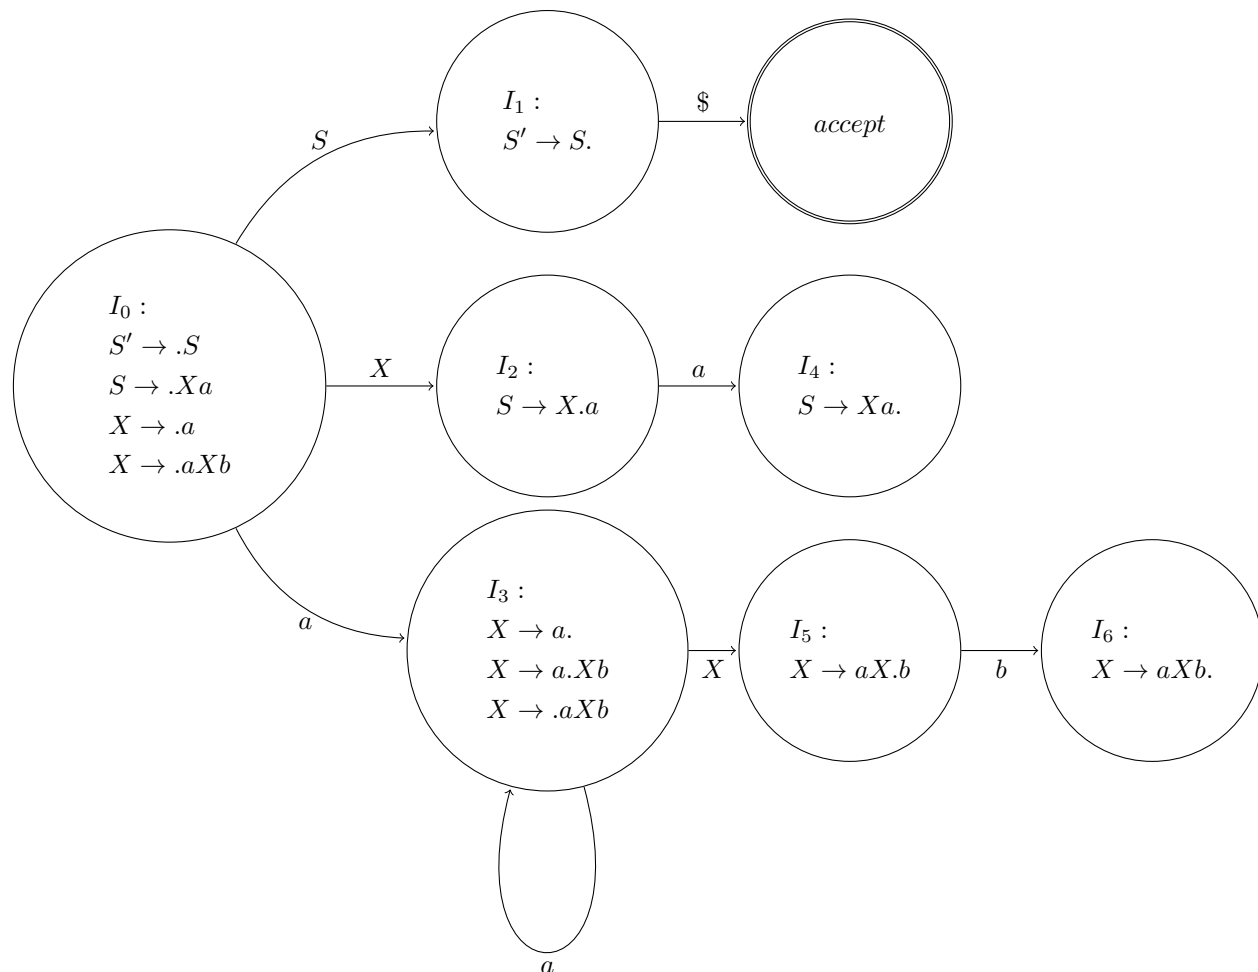 I_1 :
S' → S.
$
accept
S
I_0 :
S' → .S
S → .Xa
X → .a
X → .aXb
X
I_2 :
S → X.a
a
I_4 :
S → Xa.
a
I_3 :
X → a.
X → a.Xb
X → .aXb
X
I_5 :
X → aX.b
b
I_6 :
X → aXb.
a